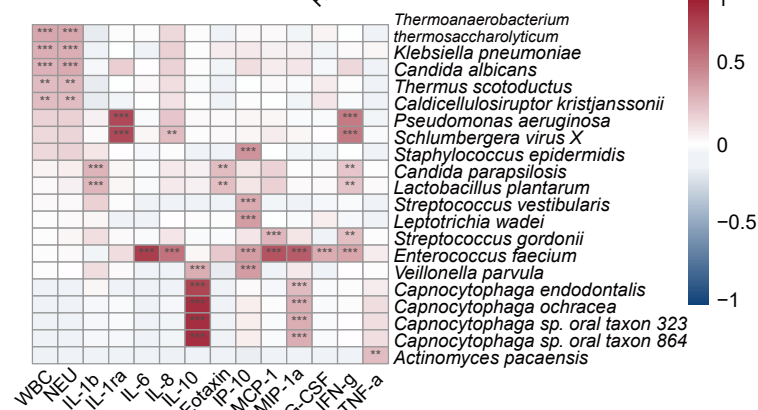 Thermoanaerobacterium
thermosaccharolyticum
Klebsiella pneumoniae
Candida albicans
Thermus scotoductus
Caldicellulosiruptor kristjanssonii
Pseudomonas aeruginosa
Schlumbergera virus X
Staphylococcus epidermidis
Candida parapsilosis
Lactobacillus plantarum
Streptococcus vestibularis
Leptotrichia wadei
Streptococcus gordonii
Enterococcus faecium
Veillonella parvula
Capnocytophaga endodontalis
Capnocytophaga ochracea
Capnocytophaga sp. oral taxon 323
Capnocytophaga sp. oral taxon 864
Actinomyces pacaensis
*** ***
*** ***
*** ***
** **
** **
*** ***
*** ** ***
***
*** ** **
*** ** **
***
***
*** **
*** *** *** *** *** *** ***
*** ***
*** ***
*** ***
*** ***
*** ***
**
WBC
NEU
IL-1b
IL-1ra
IL-6
IL-8
IL-10
Eotaxin
IP-10
MCP-1
MIP-1a
G-CSF
IFN-g
TNF-a
1
0.5
0
−0.5
−1